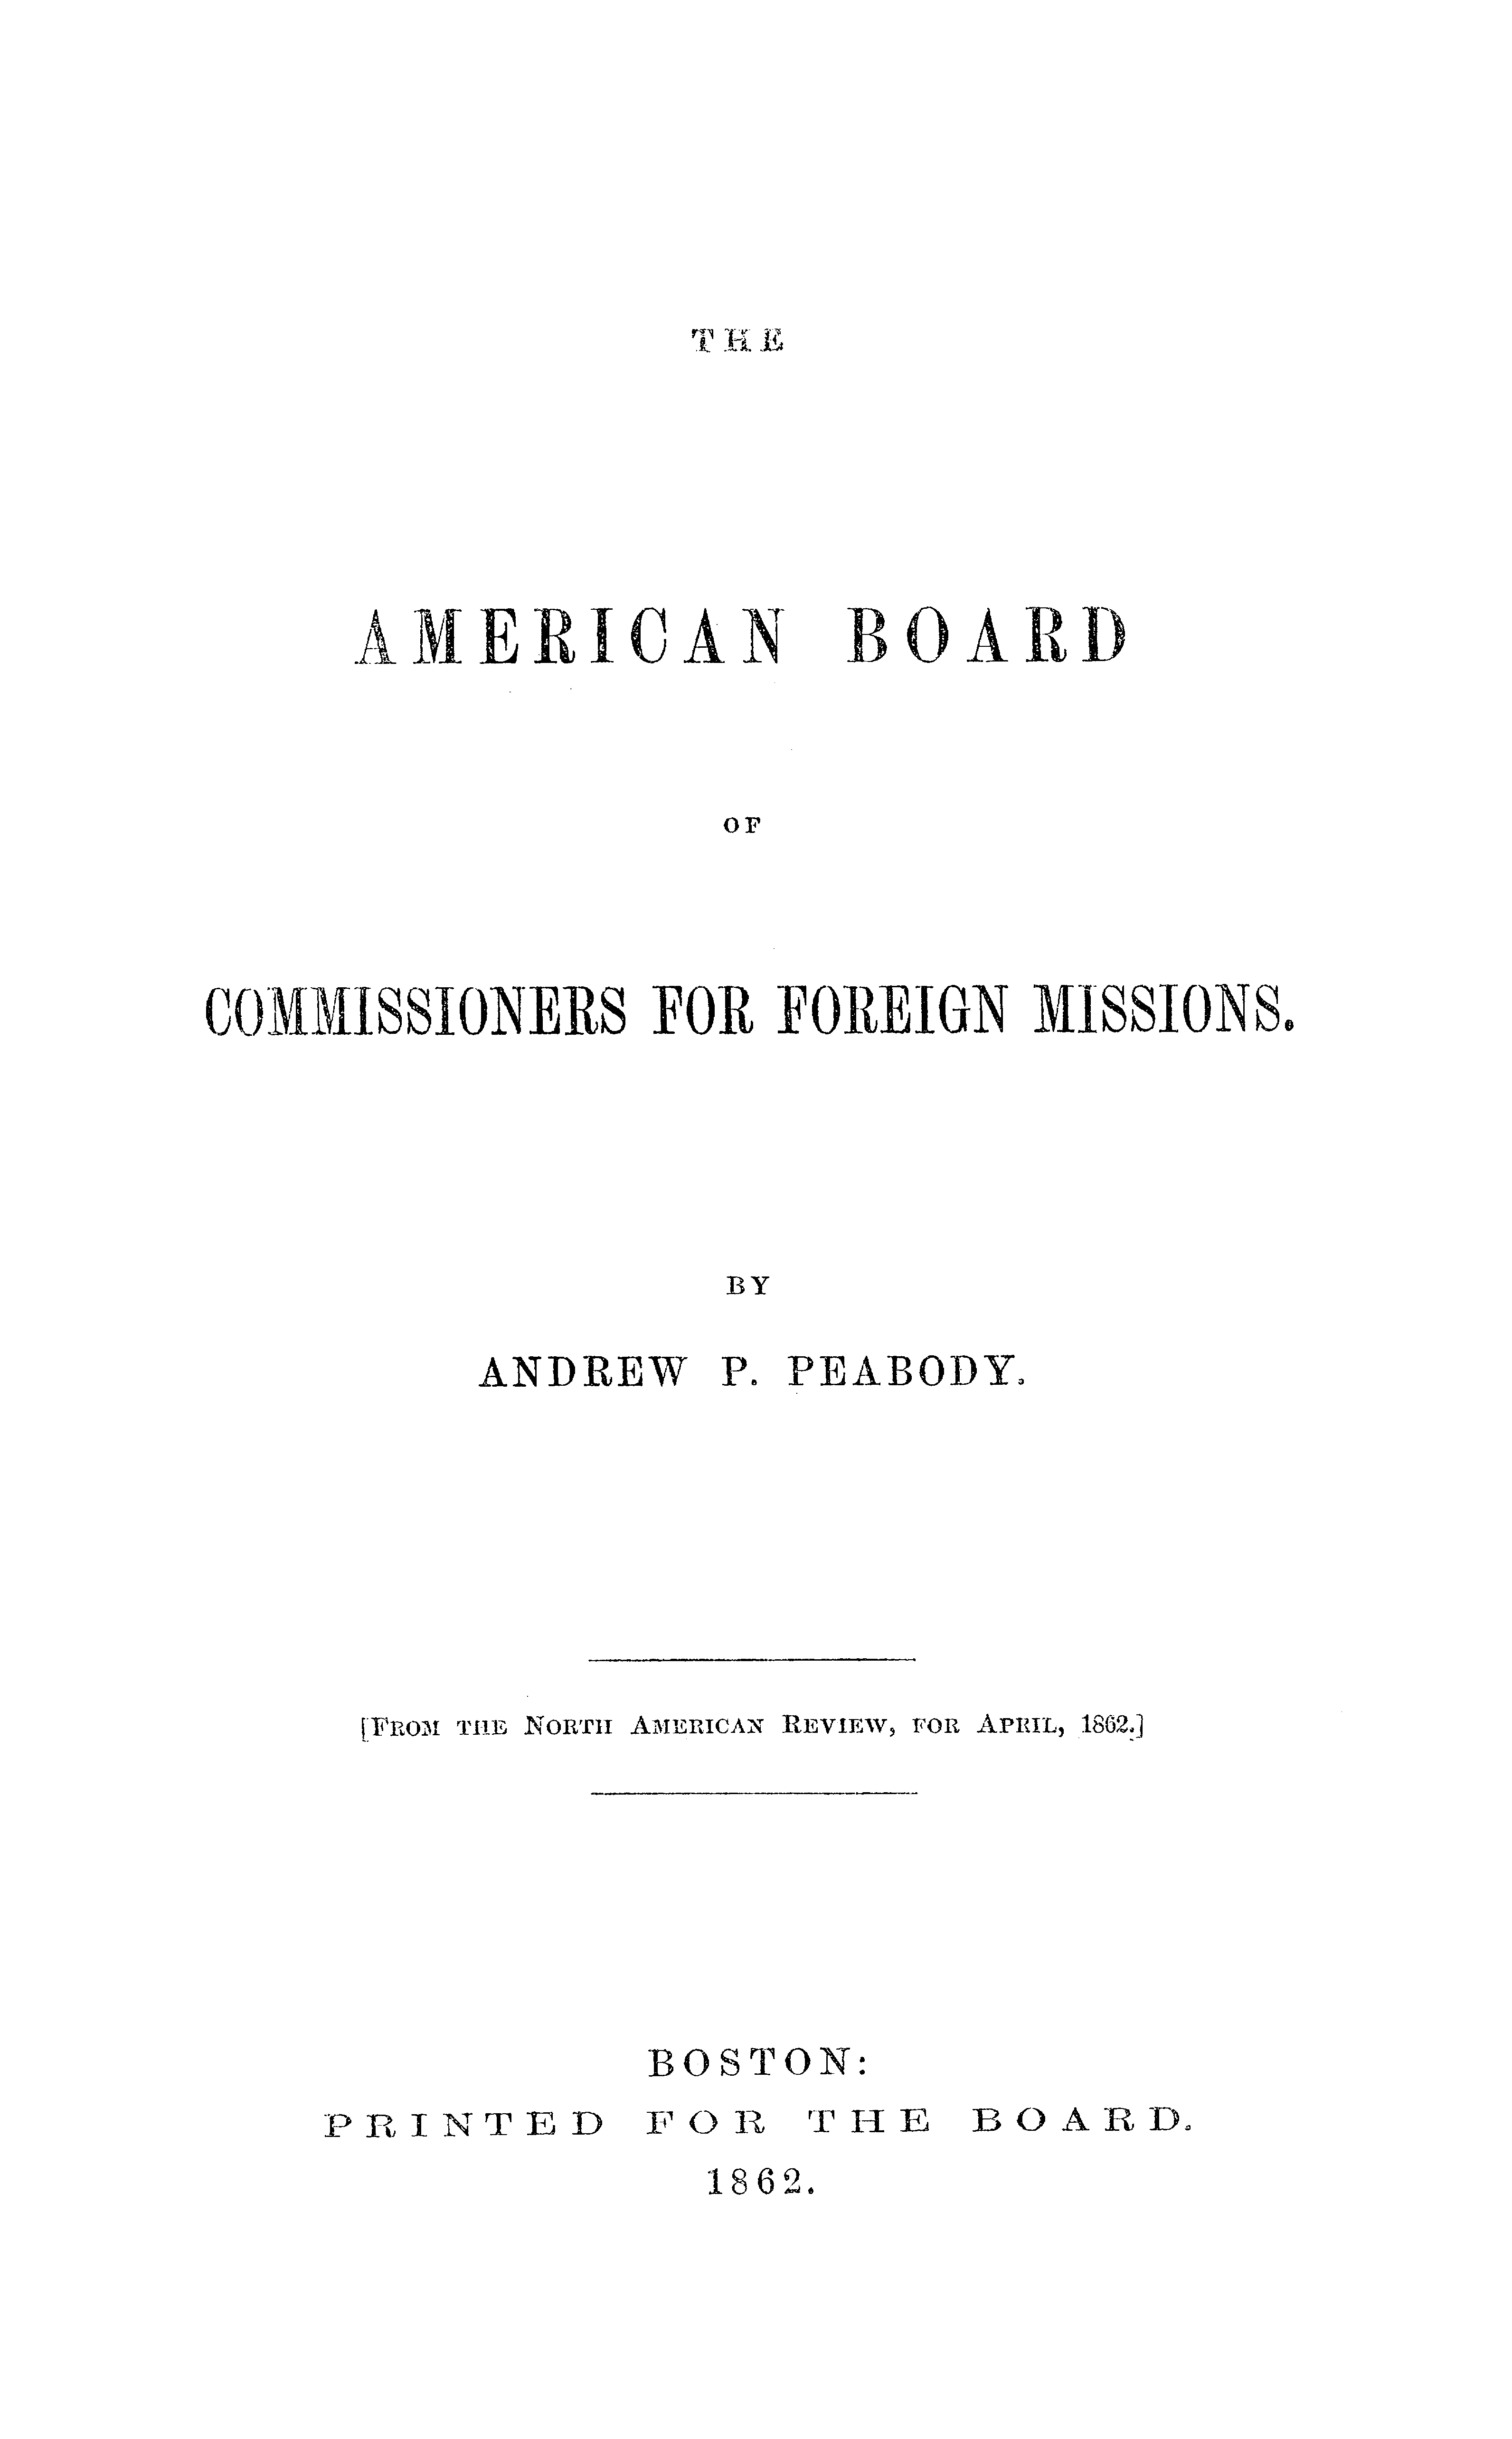 THE
AMERICAN BOARD
OF
COMMISSIONERS FOR FOREIGN MISSIONS.
BY
ANDREW P. PEABODY.
[FROM THE NORTH AMERICAN REVIEW, FOR APRIL, 1862.]
BOSTON:
PRINTED FOR THE BOARD.
1862.